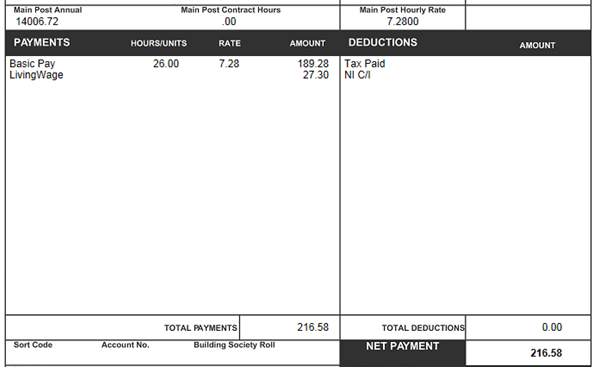 Main Post Annual Main Post Contract Hours Main Post Hourly Rate
14006.72 .00 7.2800
PAYMENTS HOURS/UNITS RATE AMOUNT DEDUCTIONS AMOUNT
Basic Pay 26.00 7.28 189.28 Tax Paid
LivingWage 27.30 NI C/I
TOTAL PAYMENTS 216.58 TOTAL DEDUCTIONS 0.00
Sort Code Account No. Building Society Roll NET PAYMENT 216.58